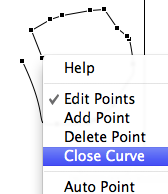 Help
✓ Edit Points
Add Point
Delete Point
Close Curve
Auto Point